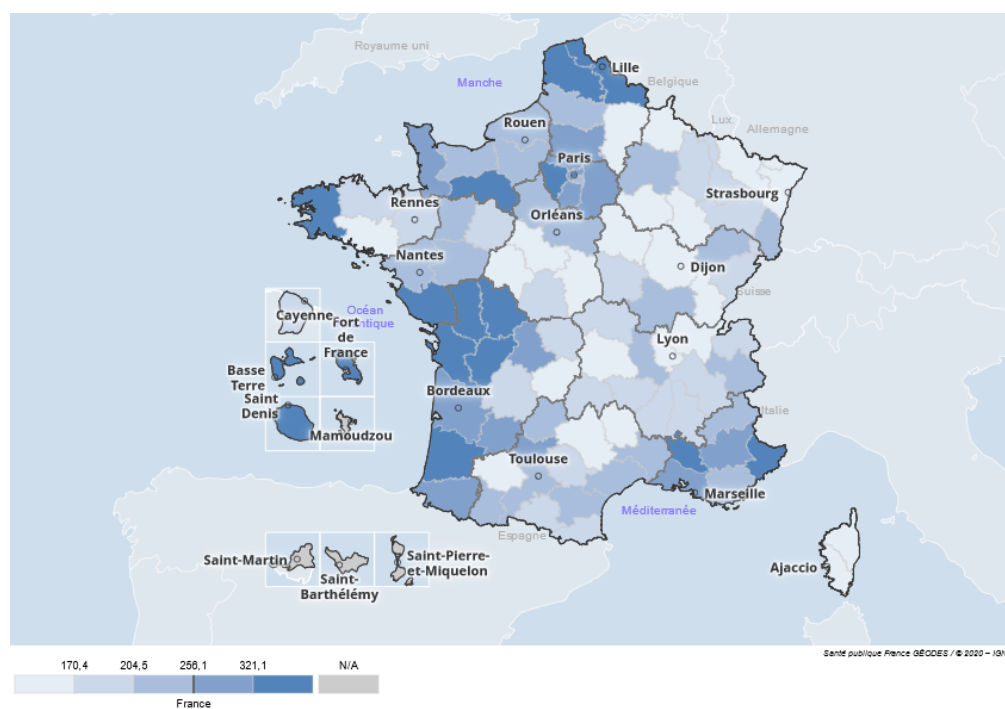 Royaume uni
Manche
Lille
Belgique
Rouen
Lux.
Allemagne
Paris
Strasbourg
Rennes
Orléans
Nantes
Dijon
Suisse
Cayenne
Océan
Fort
de
France
tique
Lyon
Basse
Terre
Saint
Denis
Bordeaux
Mamoudzou
Italie
Toulouse
Marseille
Méditerranée
Espagne
Saint-Martin
Saint-
Barthélémy
Saint-Pierre-
et-Miquelon
Ajaccio
Santé publique France GÉODES / © 2020 – IGN
170,4 204,5 256,1 321,1 N/A
France